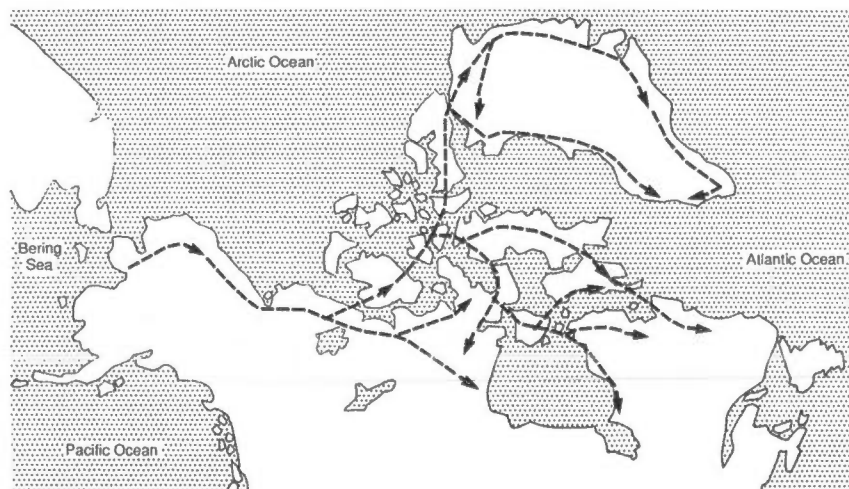 Arctic Ocean
Bering
Sea
Atlantic Ocean
Pacific Ocean